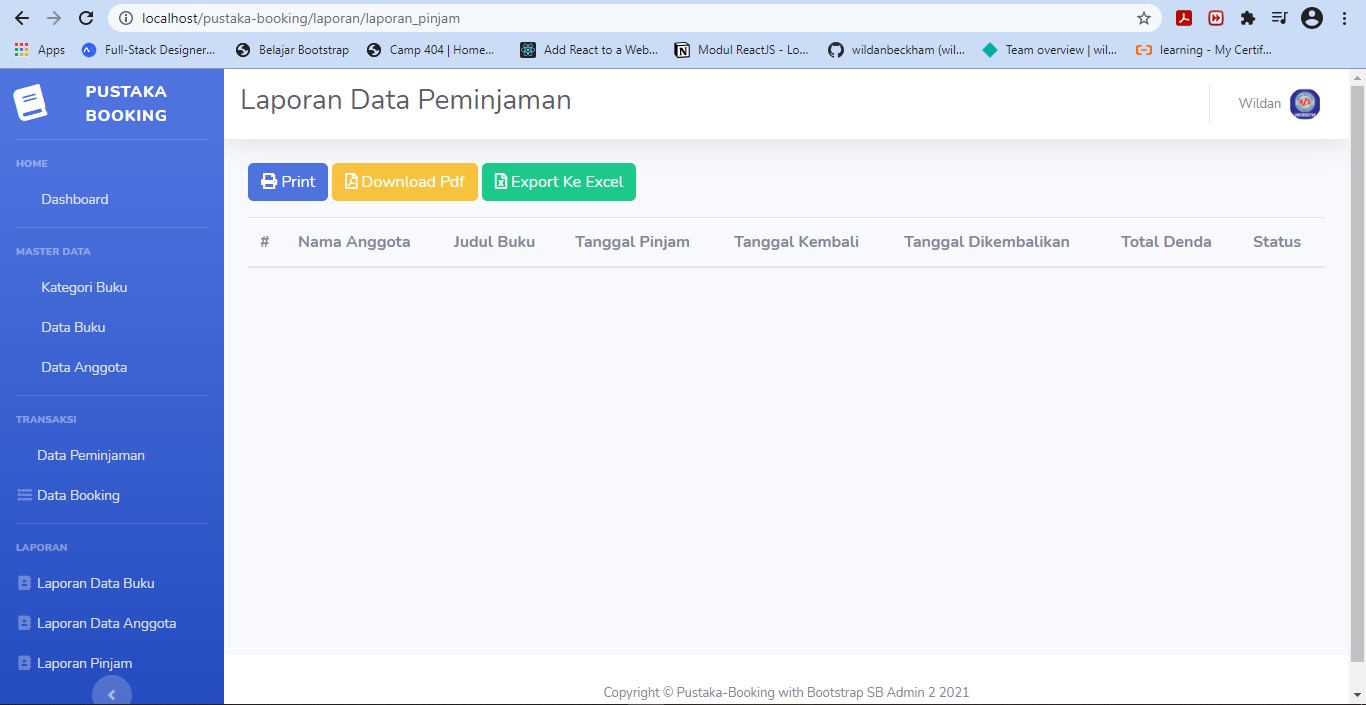 localhost/pustaka-booking/laporan/laporan_pinjam
Apps Full-Stack Designer... Belajar Bootstrap Camp 404 | Home... Add React to a Web... Modul ReactJS - Lo... wildanbeckham (wil... Team overview | wil... learning - My Certif...
PUSTAKA
BOOKING
Laporan Data Peminjaman
Wildan
HOME
Dashboard
MASTER DATA
Kategori Buku
Data Buku
Data Anggota
TRANSAKSI
Data Peminjaman
Data Booking
LAPORAN
Laporan Data Buku
Laporan Data Anggota
Laporan Pinjam
Print Download Pdf Export Ke Excel
# Nama Anggota Judul Buku Tanggal Pinjam Tanggal Kembali Tanggal Dikembalikan Total Denda Status
Copyright © Pustaka-Booking with Bootstrap SB Admin 2 2021